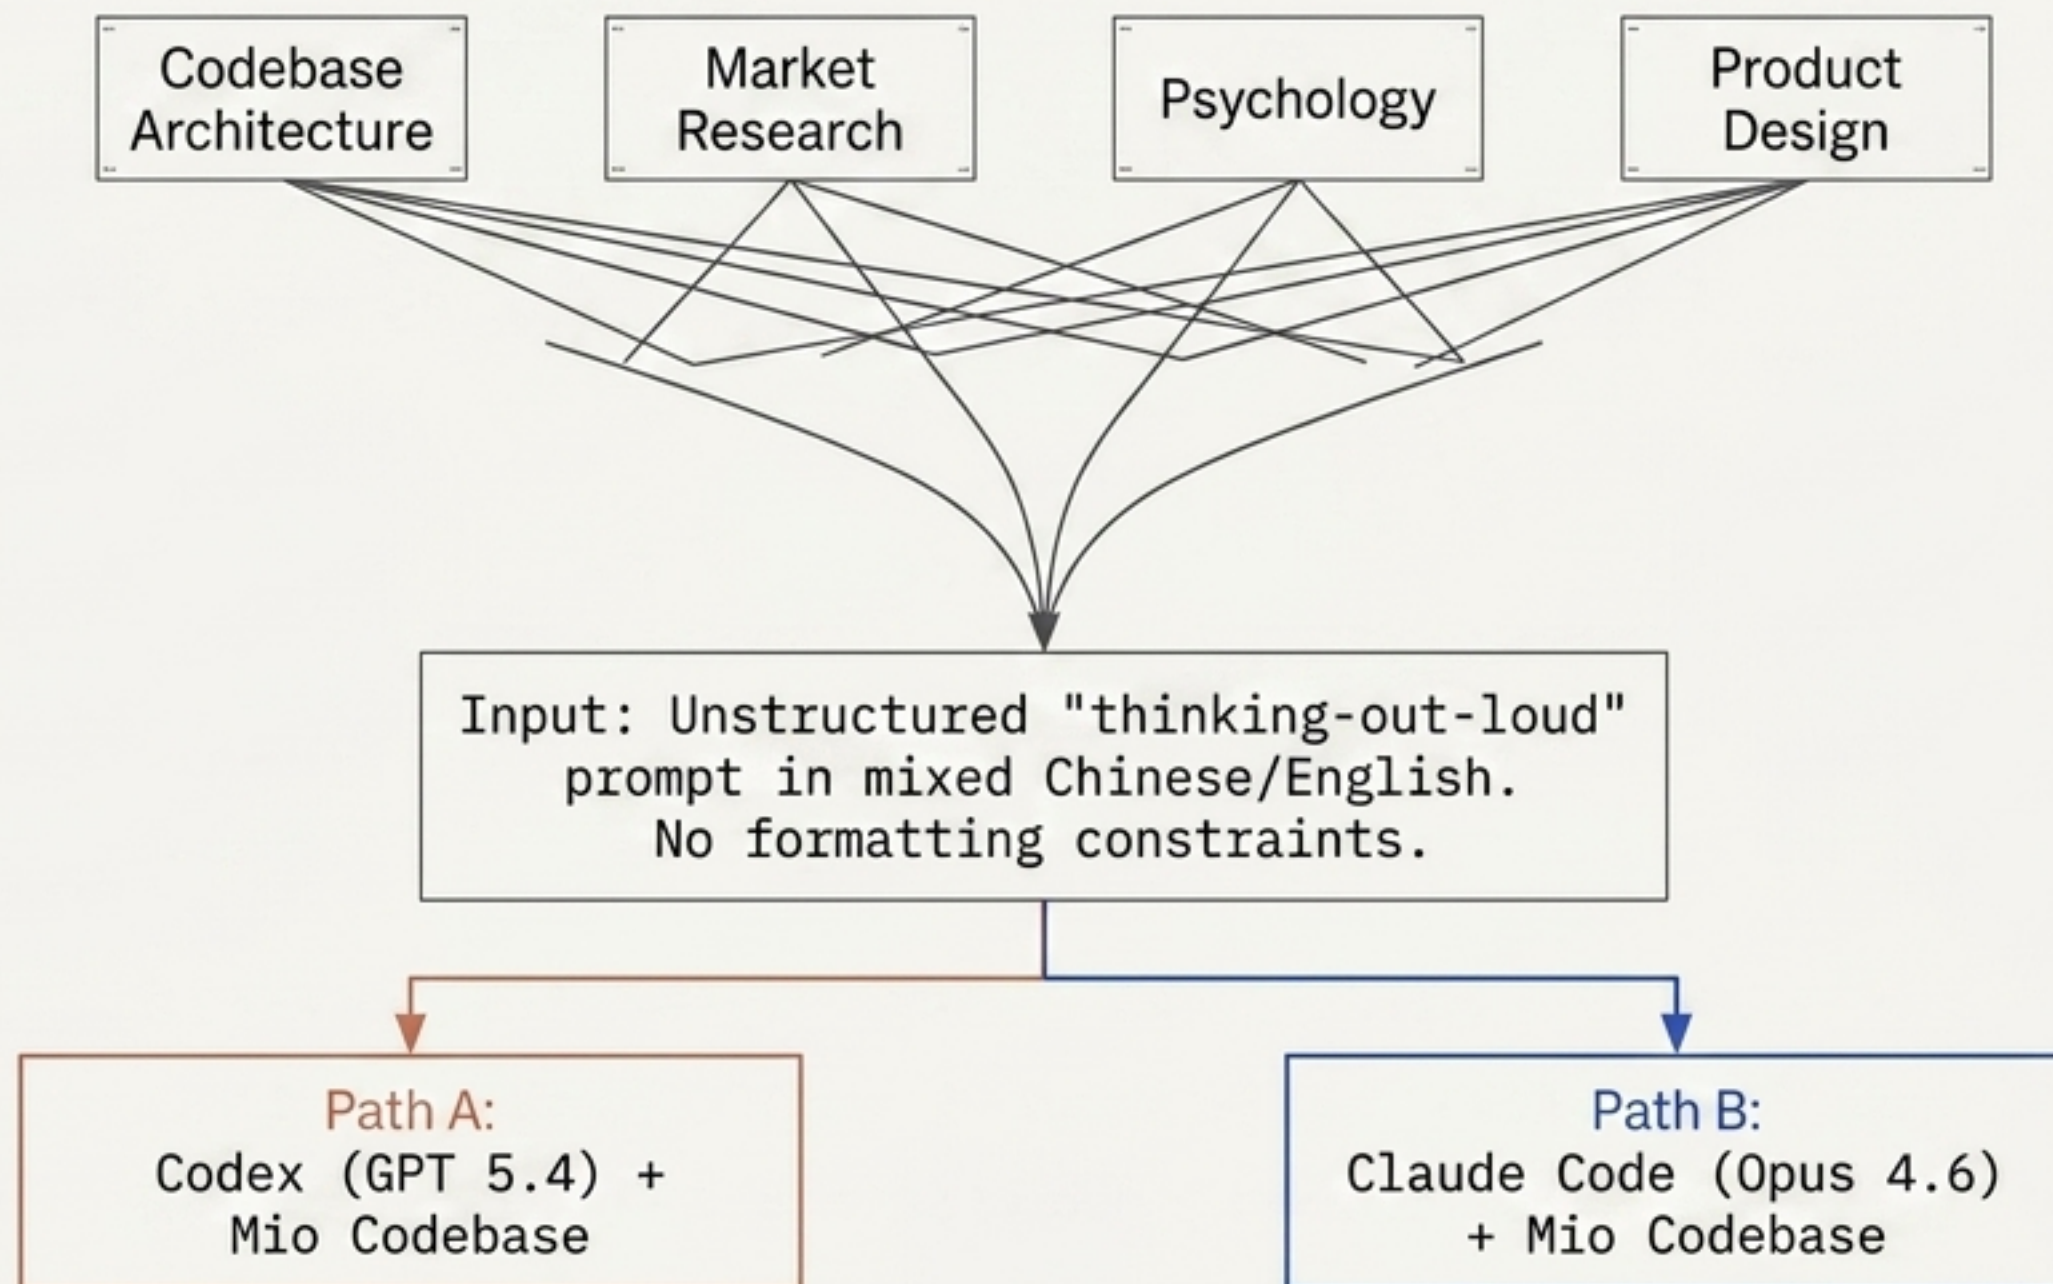 Codebase
Architecture
Market
Research
Psychology
Product
Design
Input: Unstructured "thinking-out-loud"
prompt in mixed Chinese/English.
No formatting constraints.
Path A:
Codex (GPT 5.4) +
Mio Codebase
Path B:
Claude Code (Opus 4.6)
+ Mio Codebase